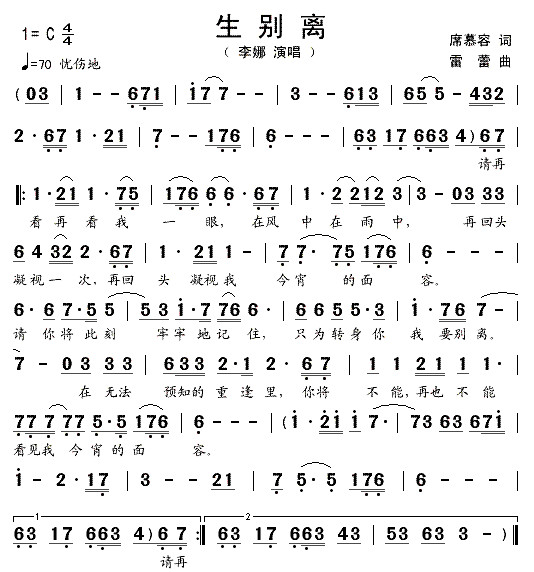 生 别 离
( 李娜 演唱 )
1= C 4/4
♩=70 忧伤地
席慕容 词
雷 蕾 曲
( 03 | 1 - - 671 | i7 7 - - | 3 - - 613 | 65 5 - 432 |
2 · 67 1 · 21 | 7 - - 176 | 6 - - - | 63 17 663 4 ) 67 |
请再
‖: 1 · 21 1 · 75 | 176 6 · 67 | 1 · 2 212 3 | 3 - 03 33 |
看再 看 我 一 眼, 在风 中 在 雨 中, 再回头
6 4 32 2 · 67 | 1 · 21 1 - | 7 7 · 75 176 | 6 - - - |
凝视 一 次,再回 头 凝视 我 今 宵 的 面 容。
6 · 67 · 5 5 | 5 3 i · 7 76 6 · | 6 6 5 5 3 · | 1 · 76 7 |
请 你将 此刻 牢牢 地记 住, 只为 转身 你 我 要别 离。
7 - 03 33 | 633 2·1 2 · 67 | 1 1 21 1 1 |
在 无法 预知的 重 逢里, 你将 不 能,再也 不 能
77 7 77 5·5 176 | 6 - - - | ( i · 2i i 7 · | 73 63 671 |
看见我 今 宵的 面 容。
i - 2 · 17 | 3 - - 21 | 7 5 · 5 176 | 6 - - - |
1 2
63 17 663 4 ) 6 7 :‖ 63 17 663 43 | 53 63 3 - ) ‖
请再